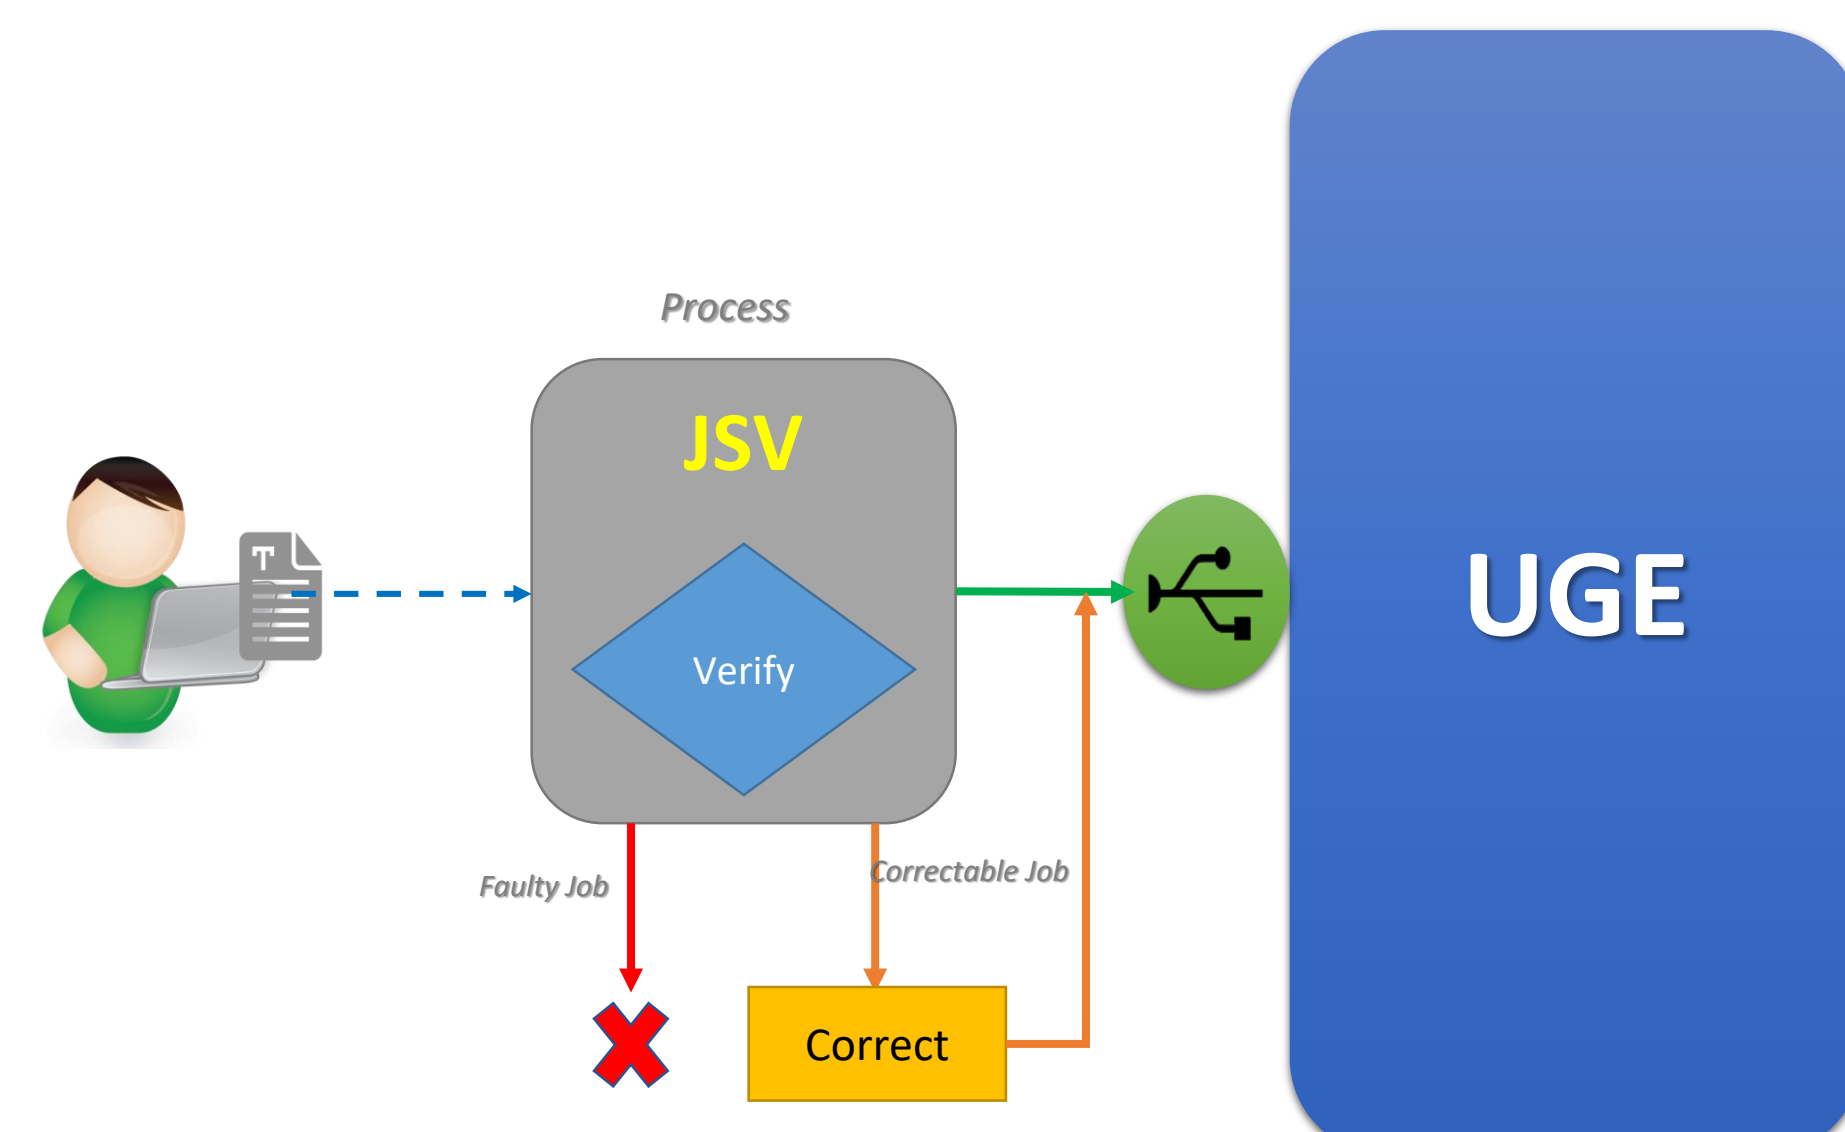 Process
JSV
T
UGE
Verify
Correctable Job
Faulty Job
Correct